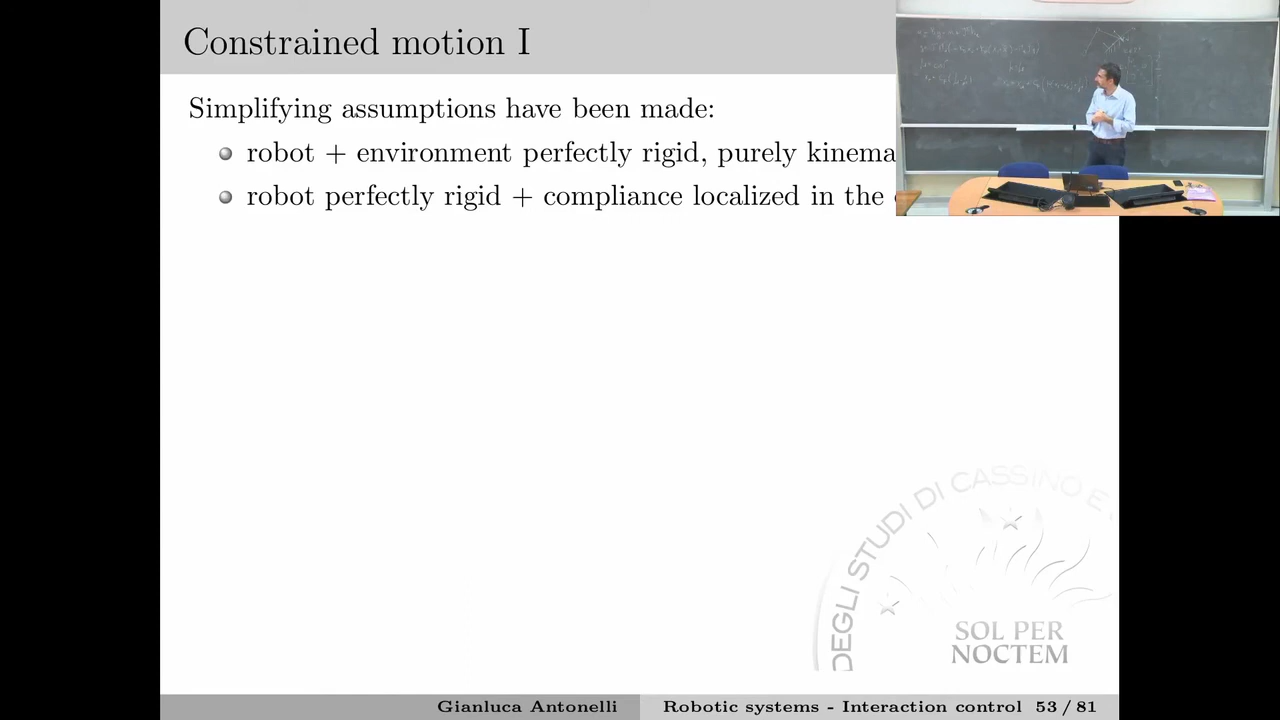 Constrained motion I
Simplifying assumptions have been made:
robot + environment perfectly rigid, purely
robot perfectly rigid + compliance localized in the
DEGLI STUDI DI CASSINO E
SOL PER
NOCTEM
Gianluca Antonelli
Robotic systems - Interaction control 53 / 81